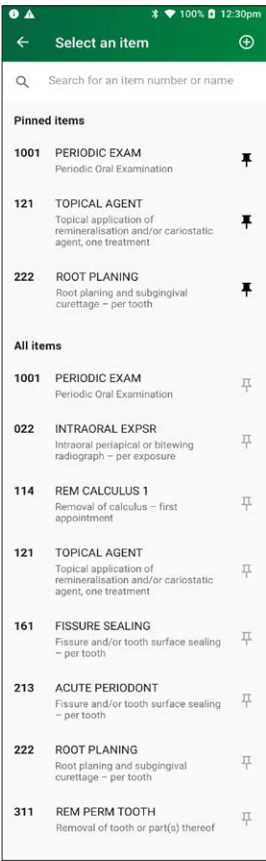 100% 12:30pm
Select an item
Search for an item number or name
Pinned items
1001 PERIODIC EXAM
Periodic Oral Examination
121 TOPICAL AGENT
Topical application of
remineralisation and/or cariostatic
agent, one treatment
222 ROOT PLANING
Root planing and subgingival
curettage – per tooth
All items
1001 PERIODIC EXAM
Periodic Oral Examination
022 INTRAORAL EXPSR
Intraoral periapical or bitewing
radiograph – per exposure
114 REM CALCULUS 1
Removal of calculus – first
appointment
121 TOPICAL AGENT
Topical application of
remineralisation and/or cariostatic
agent, one treatment
161 FISSURE SEALING
Fissure and/or tooth surface sealing
– per tooth
213 ACUTE PERIODONT
Fissure and/or tooth surface sealing
– per tooth
222 ROOT PLANING
Root planing and subgingival
curettage – per tooth
311 REM PERM TOOTH
Removal of tooth or part(s) thereof